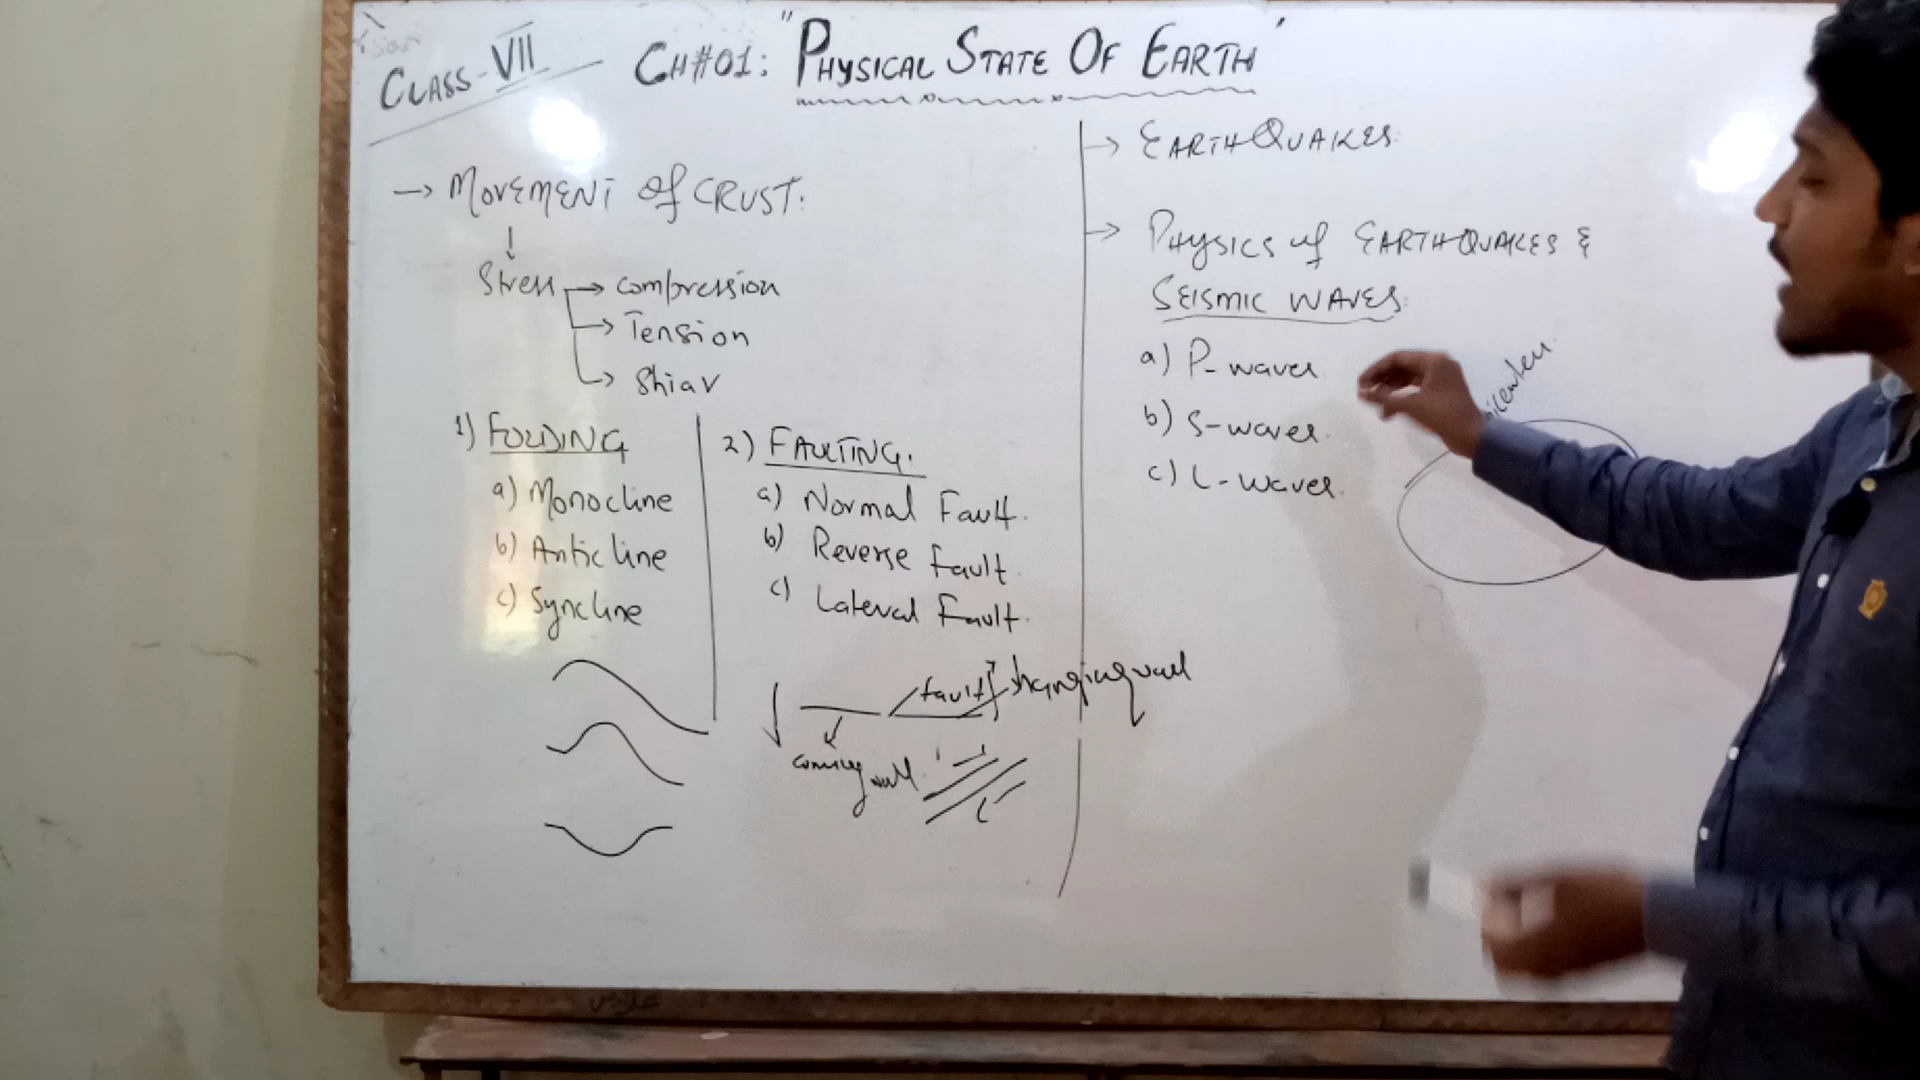 CLASS-VII
CH#01: "PHYSICAL STATE OF EARTH"
→ MOVEMENT of CRUST.
↓
Stress → compression
→ Tension
→ Shiar
1) FOLDING
a) Monocline
b) Anticline
c) Syncline
2) FAULTING.
a) Normal Fault.
b) Reverse Fault.
c) Lateral Fault.
fault
hanging wall
wall
→ EARTHQUAKES.
→ PHYSICS of EARTHQUAKES &
SEISMIC WAVES.
a) P-waves.
b) S-waves.
c) L-waves.